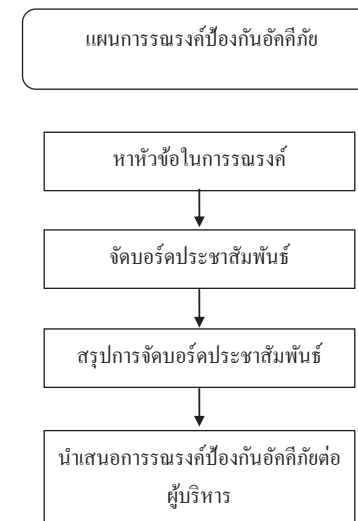 แผนการรณรงค์ป้องกันอัคคีภัย
หาหัวข้อในการรณรงค์
จัดบอร์ดประชาสัมพันธ์
สรุปการจัดบอร์ดประชาสัมพันธ์
นำเสนอการรณรงค์ป้องกันอัคคีภัยต่อ
ผู้บริหาร